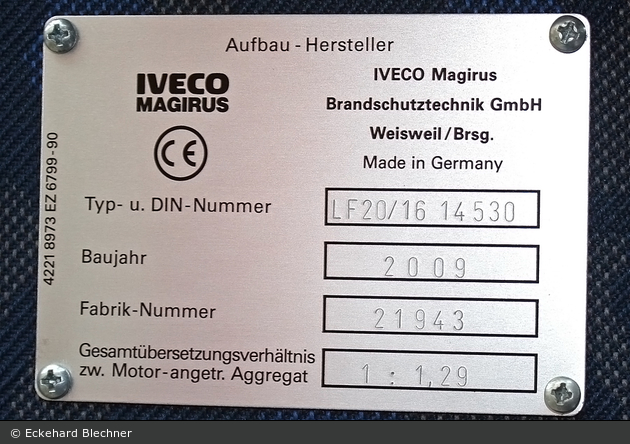 Aufbau - Hersteller
IVECO
MAGIRUS
CE
IVECO Magirus
Brandschutztechnik GmbH
Weisweil/Brsg.
Made in Germany
Typ- u. DIN-Nummer LF20/16 14530
Baujahr 2009
Fabrik-Nummer 21943
Gesamtübersetzungsverhältnis
zw. Motor-angetr. Aggregat 1 : 1,29
4221 8973 EZ 6799-90
© Eckehard Blechner